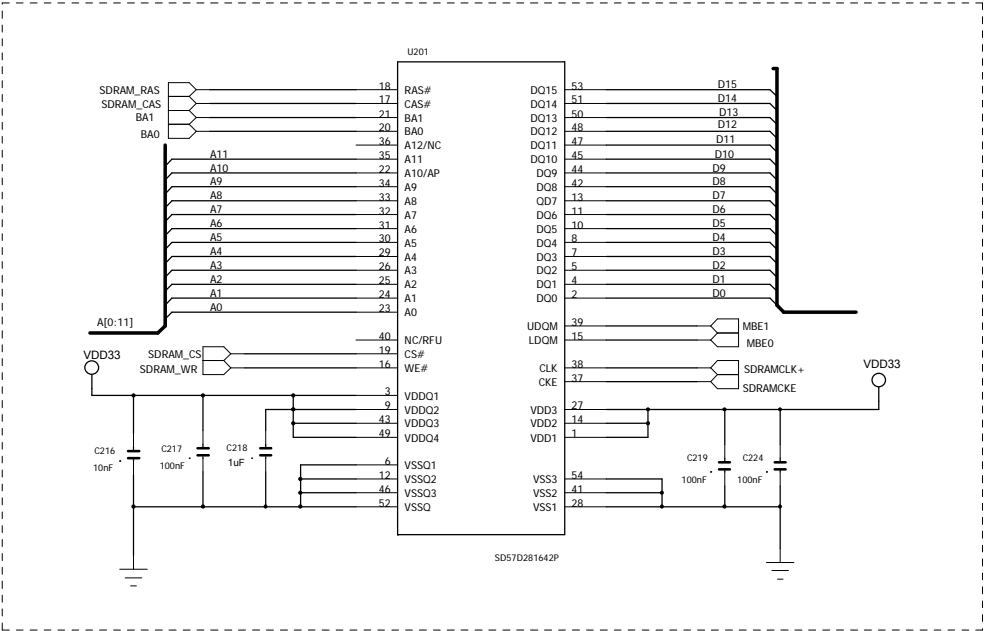 U201
SDRAM_RAS 18 RAS# DQ15 53 D15
SDRAM_CAS 17 CAS# DQ14 51 D14
BA1 21 BA1 DQ13 50 D13
BA0 20 BA0 DQ12 48 D12
36 A12/NC DQ11 47 D11
A11 35 A11 DQ10 45 D10
A10 22 A10/AP DQ9 44 D9
A9 34 A9 DQ8 42 D8
A8 33 A8 QD7 13 D7
A7 32 A7 DQ6 11 D6
A6 31 A6 DQ5 10 D5
A5 30 A5 DQ4 8 D4
A4 29 A4 DQ3 7 D3
A3 26 A3 DQ2 5 D2
A2 25 A2 DQ1 4 D1
A1 24 A1 DQ0 2 D0
A0 23 A0
A[0:11]
UDQM 39 MBE1
40 NC/RFU LDQM 15 MBE0
VDD33
SDRAM_CS 19 CS#
SDRAM_WR 16 WE# CLK 38 SDRAMCLK+
CKE 37 SDRAMCKE
VDD33
3 VDDQ1
9 VDDQ2 VDD3 27
43 VDDQ3 VDD2 14
49 VDDQ4 VDD1 1
C216 10nF
C217 100nF
C218 1uF
C219 100nF
C224 100nF
6 VSSQ1
12 VSSQ2 VSS3 54
46 VSSQ3 VSS2 41
52 VSSQ VSS1 28
SD57D281642P